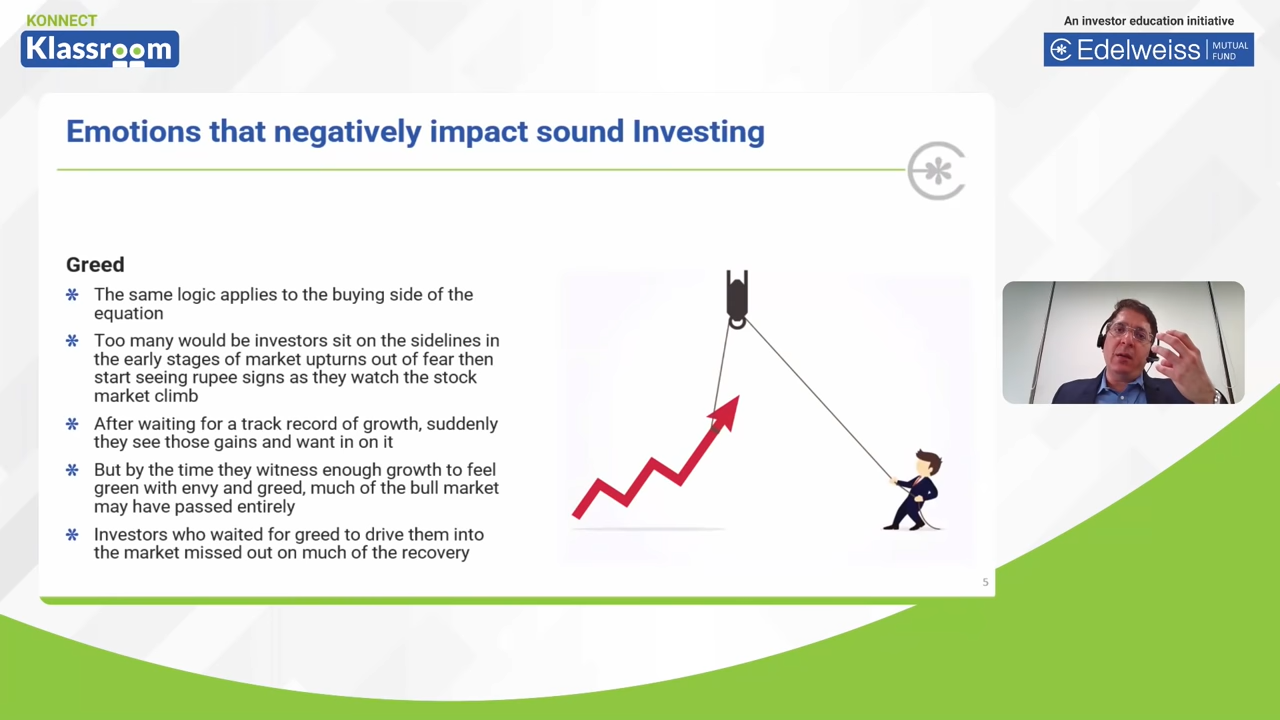 KONNECT
Klassroom
An investor education initiative
Edelweiss
MUTUAL
FUND
Emotions that negatively impact sound Investing
Greed
The same logic applies to the buying side of the
equation
Too many would be investors sit on the sidelines in
the early stages of market upturns out of fear then
start seeing rupee signs as they watch the stock
market climb
After waiting for a track record of growth, suddenly
they see those gains and want in on it
But by the time they witness enough growth to feel
green with envy and greed, much of the bull market
may have passed entirely
Investors who waited for greed to drive them into
the market missed out on much of the recovery
5